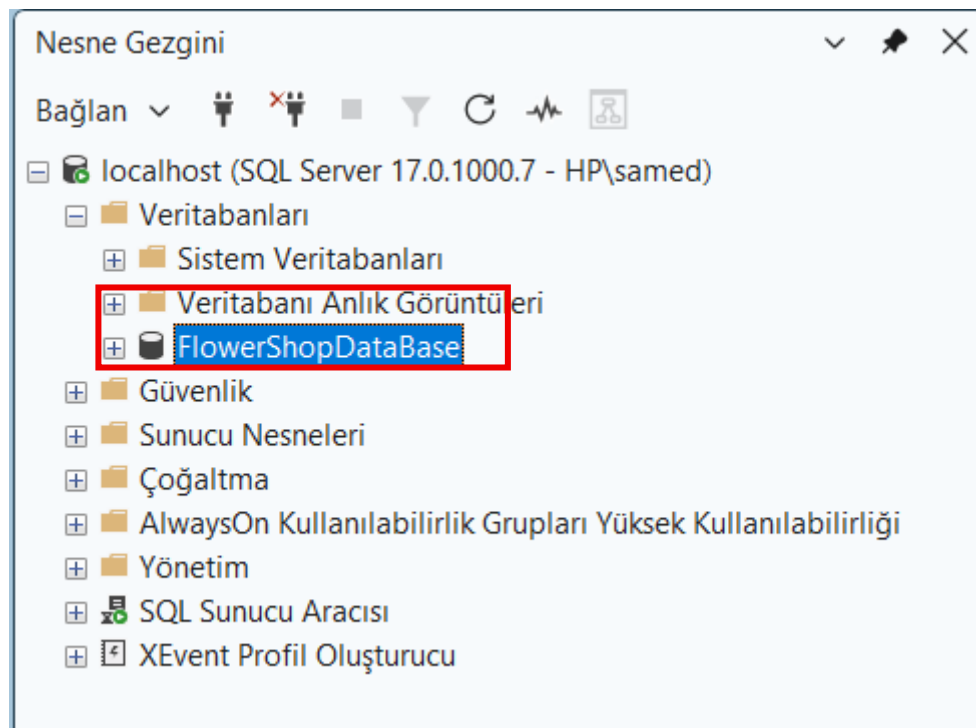 Nesne Gezgini
Bağlan
localhost (SQL Server 17.0.1000.7 - HP\samed)
Veritabanları
Sistem Veritabanları
Veritabanı Anlık Görüntüleri
FlowerShopDataBase
Güvenlik
Sunucu Nesneleri
Çoğaltma
AlwaysOn Kullanılabilirlik Grupları Yüksek Kullanılabilirliği
Yönetim
SQL Sunucu Aracısı
XEvent Profil Oluşturucu